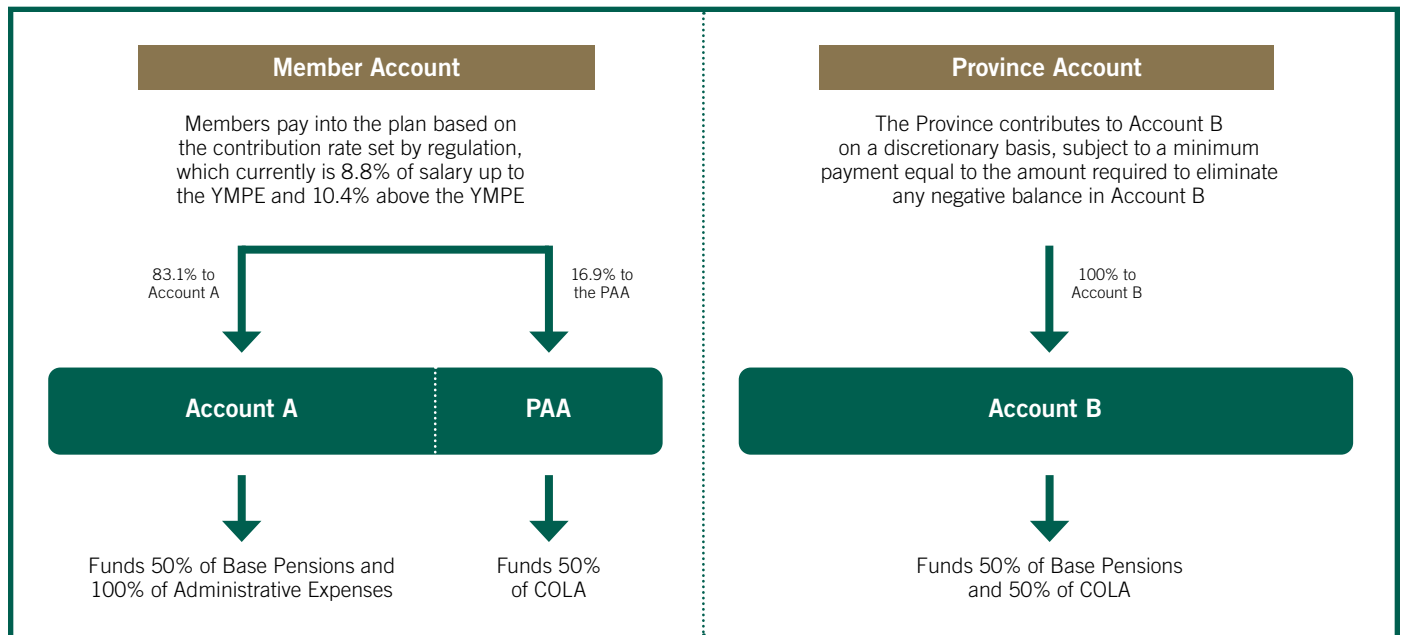 Member Account
Members pay into the plan based on
the contribution rate set by regulation,
which currently is 8.8% of salary up to
the YMPE and 10.4% above the YMPE
83.1% to
Account A
16.9% to
the PAA
Account A
PAA
Funds 50% of Base Pensions and
100% of Administrative Expenses
Funds 50%
of COLA
Province Account
The Province contributes to Account B
on a discretionary basis, subject to a minimum
payment equal to the amount required to eliminate
any negative balance in Account B
100% to
Account B
Account B
Funds 50% of Base Pensions
and 50% of COLA